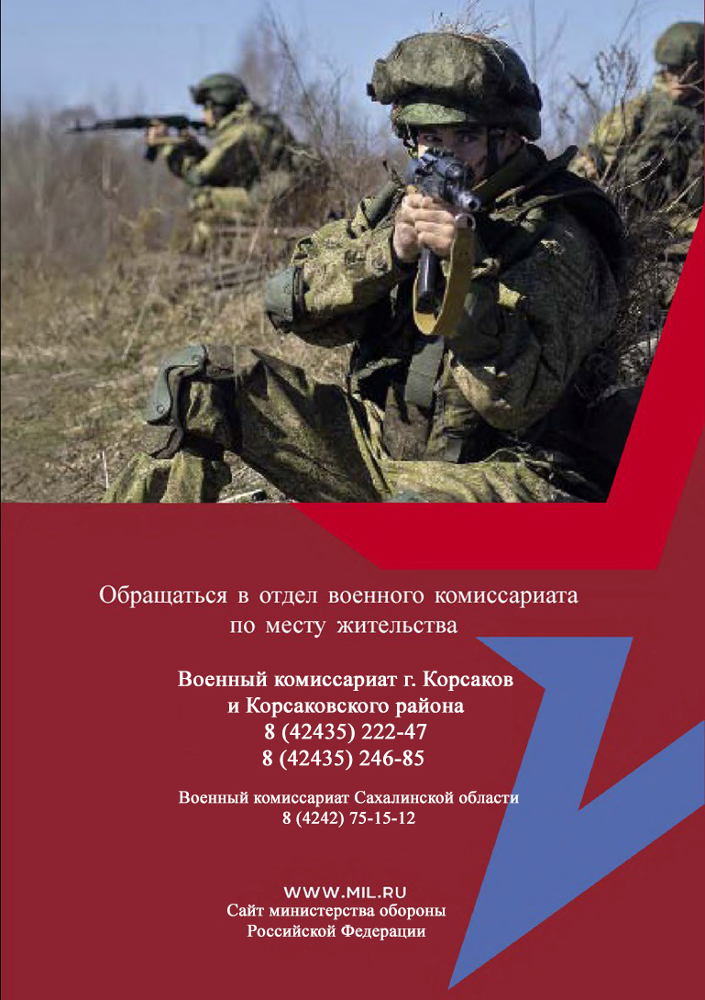 Обращаться в отдел военного комиссариата
по месту жительства
Военный комиссариат г. Корсаков
и Корсаковского района
8 (42435) 222-47
8 (42435) 246-85
Военный комиссариат Сахалинской области
8 (4242) 75-15-12
WWW.MIL.RU
Сайт министерства обороны
Российской Федерации